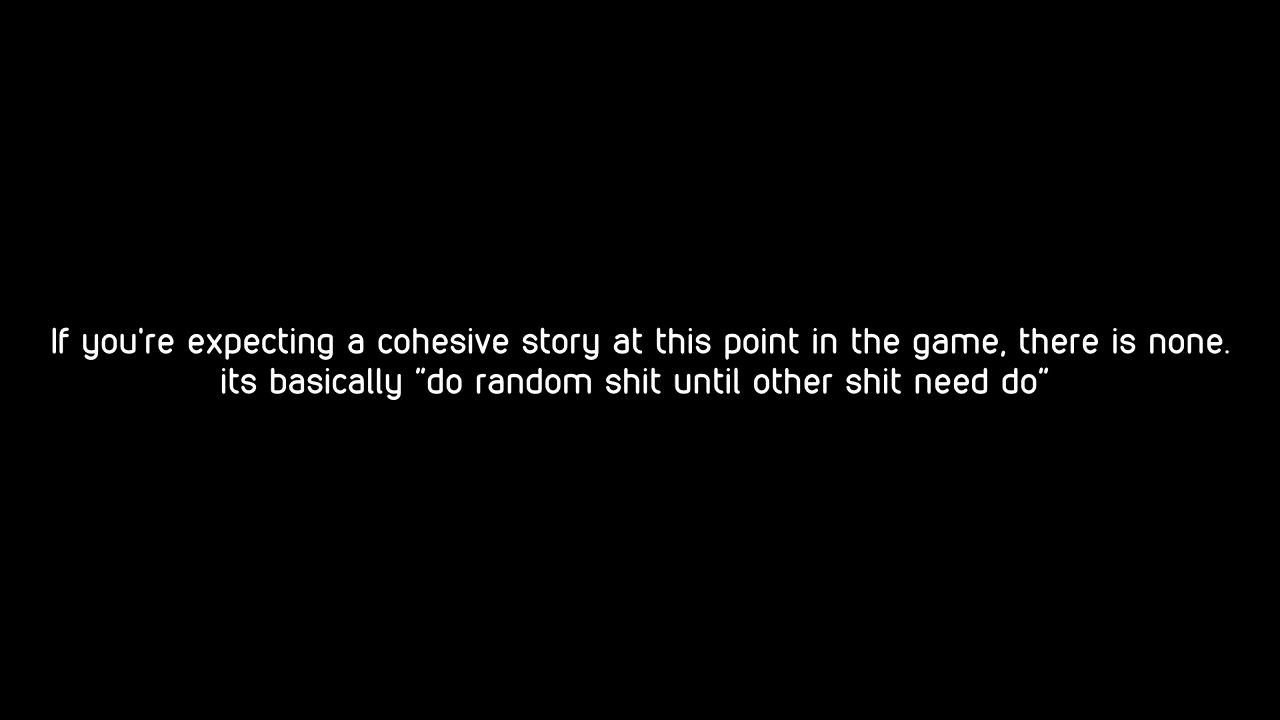 If you're expecting a cohesive story at this point in the game, there is none.
its basically "do random shit until other shit need do"